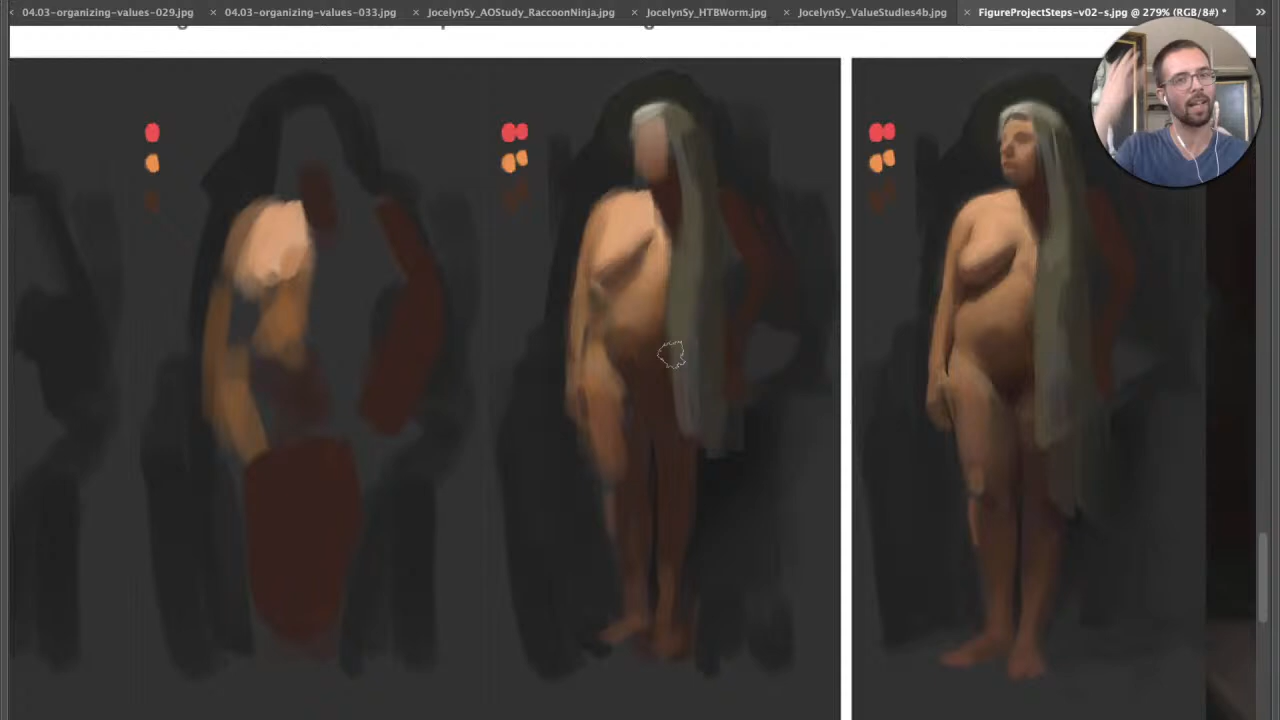 04.03-organizing-values-029.jpg
04.03-organizing-values-033.jpg
JocelynSy_AOStudy_RaccoonNinja.jpg
JocelynSy_HTBWorm.jpg
JocelynSy_ValueStudies4b.jpg
FigureProjectSteps-v02-s.jpg @ 279% (RGB/8#) *